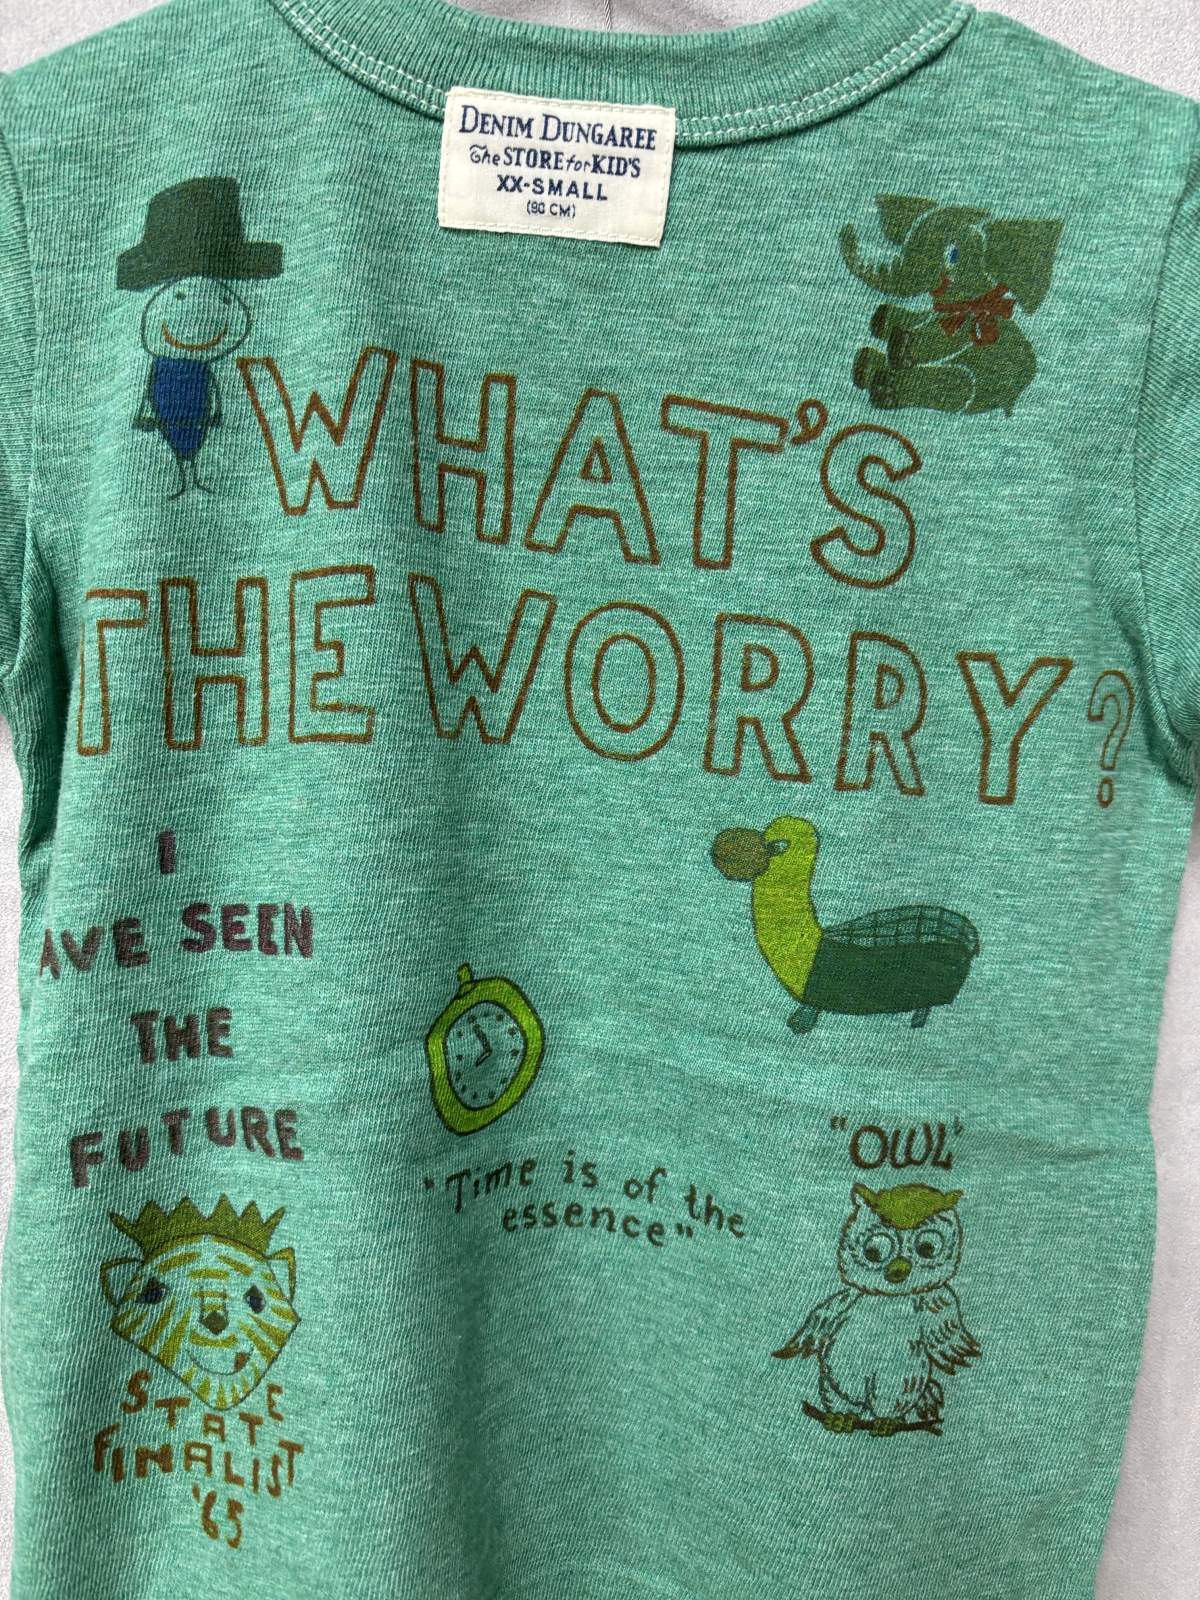 DENIM DUNGAREE
The STORE for KID'S
XX-SMALL
(90 CM)
WHAT'S
THE WORRY?
I
AVE SEEN
THE
FUTURE
"Time is of the
essence"
"OWL"
STATE
FINALIST
'65